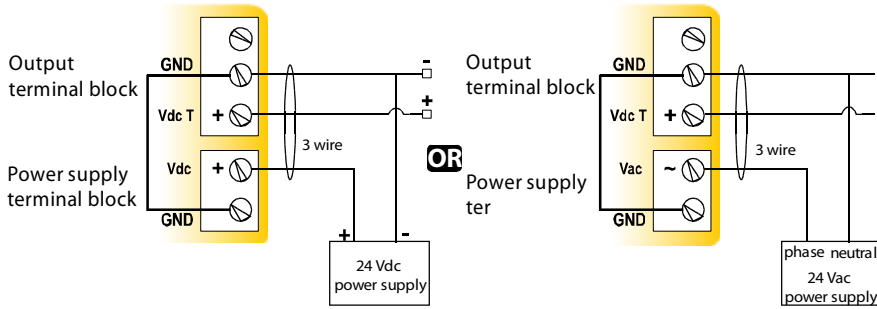 Output
terminal block
GND
-
Vdc T +
+
3 wire
Power supply
terminal block
Vdc +
GND
+ -
24 Vdc
power supply
OR
Output
terminal block
GND
Vdc T +
3 wire
Power supply
ter
Vac ~
GND
phase neutral
24 Vac
power supply